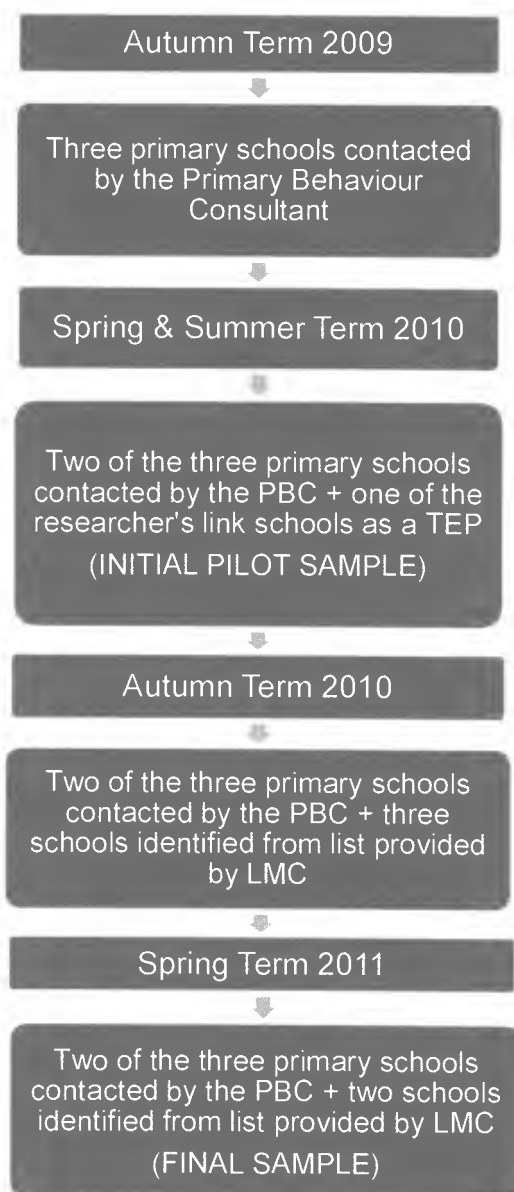 Autumn Term 2009
Three primary schools contacted
by the Primary Behaviour
Consultant
Spring & Summer Term 2010
Two of the three primary schools
contacted by the PBC + one of the
researcher's link schools as a TEP
(INITIAL PILOT SAMPLE)
Autumn Term 2010
Two of the three primary schools
contacted by the PBC + three
schools identified from list provided
by LMC
Spring Term 2011
Two of the three primary schools
contacted by the PBC + two schools
identified from list provided by LMC
(FINAL SAMPLE)